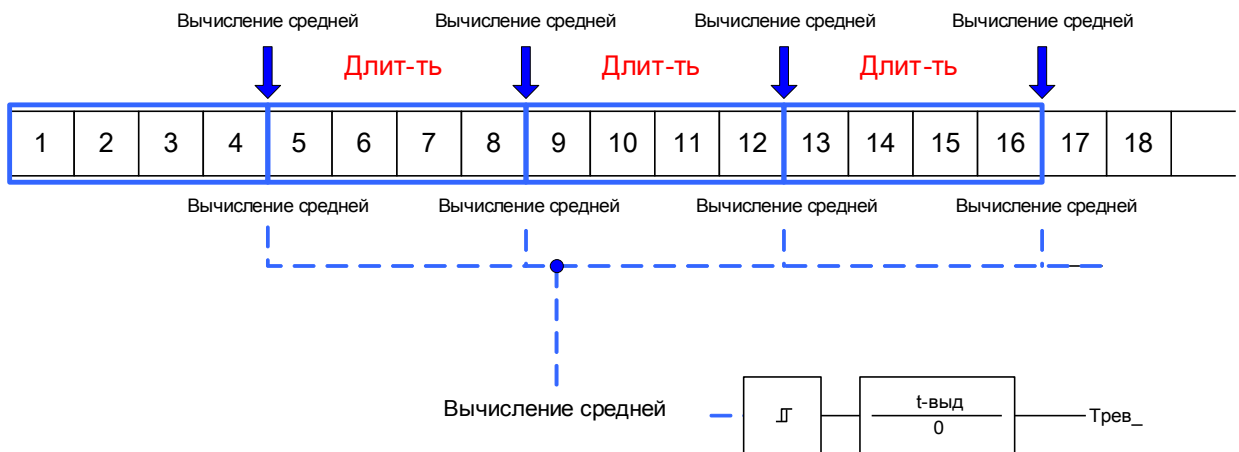 Вычисление средней Вычисление средней Вычисление средней Вычисление средней
Длит-ть Длит-ть Длит-ть
1 2 3 4 5 6 7 8 9 10 11 12 13 14 15 16 17 18
Вычисление средней Вычисление средней Вычисление средней Вычисление средней
Вычисление средней
t-выд
0
Трев_